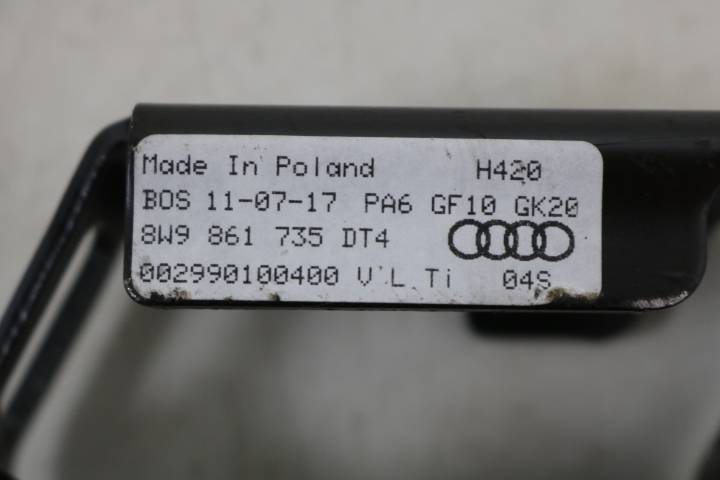 Made In Poland H420
BOS 11-07-17 PA6 GF10 GK20
8W9 861 735 DT4
002990100400 V L Ti 04S